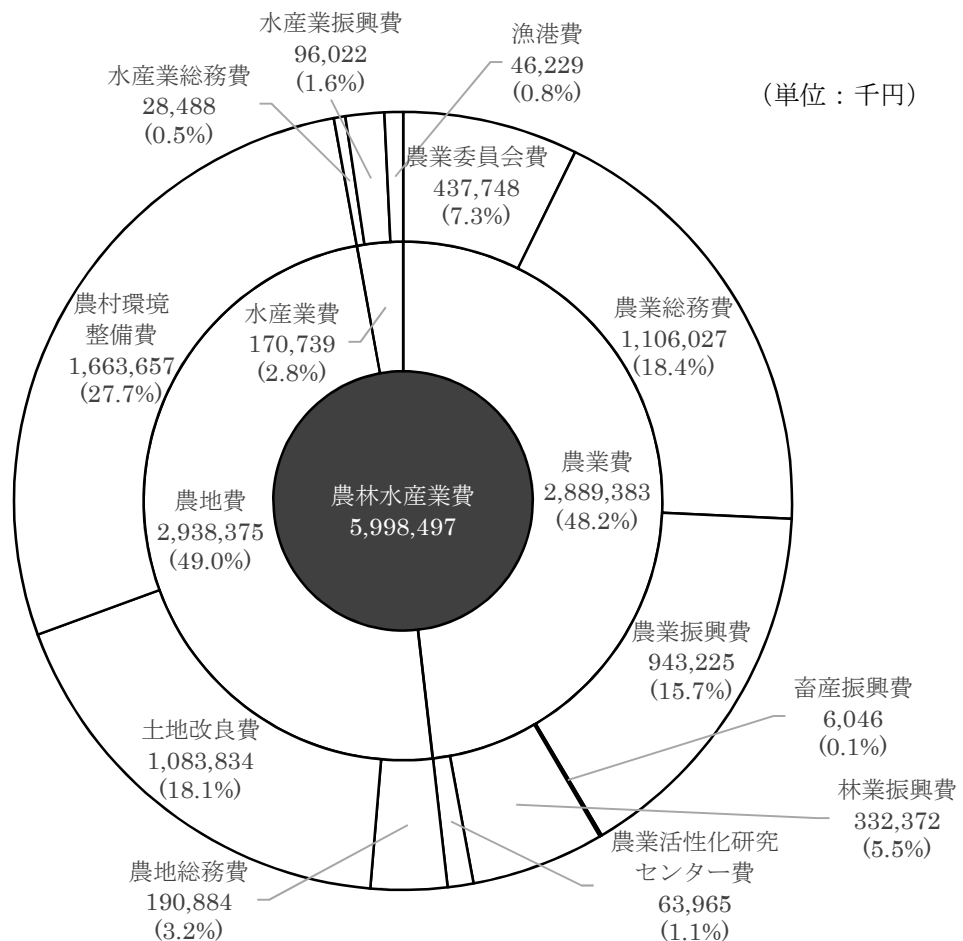 水産業振興費
96,022
(1.6%)
漁港費
46,229
(0.8%)
水産業総務費
28,488
(0.5%)
（単位：千円）
農業委員会費
437,748
(7.3%)
農業総務費
1,106,027
(18.4%)
農村環境
整備費
1,663,657
(27.7%)
水産業費
170,739
(2.8%)
農業費
2,889,383
(48.2%)
農林水産業費
5,998,497
農地費
2,938,375
(49.0%)
農業振興費
943,225
(15.7%)
畜産振興費
6,046
(0.1%)
林業振興費
332,372
(5.5%)
農業活性化研究
センター費
63,965
(1.1%)
土地改良費
1,083,834
(18.1%)
農地総務費
190,884
(3.2%)